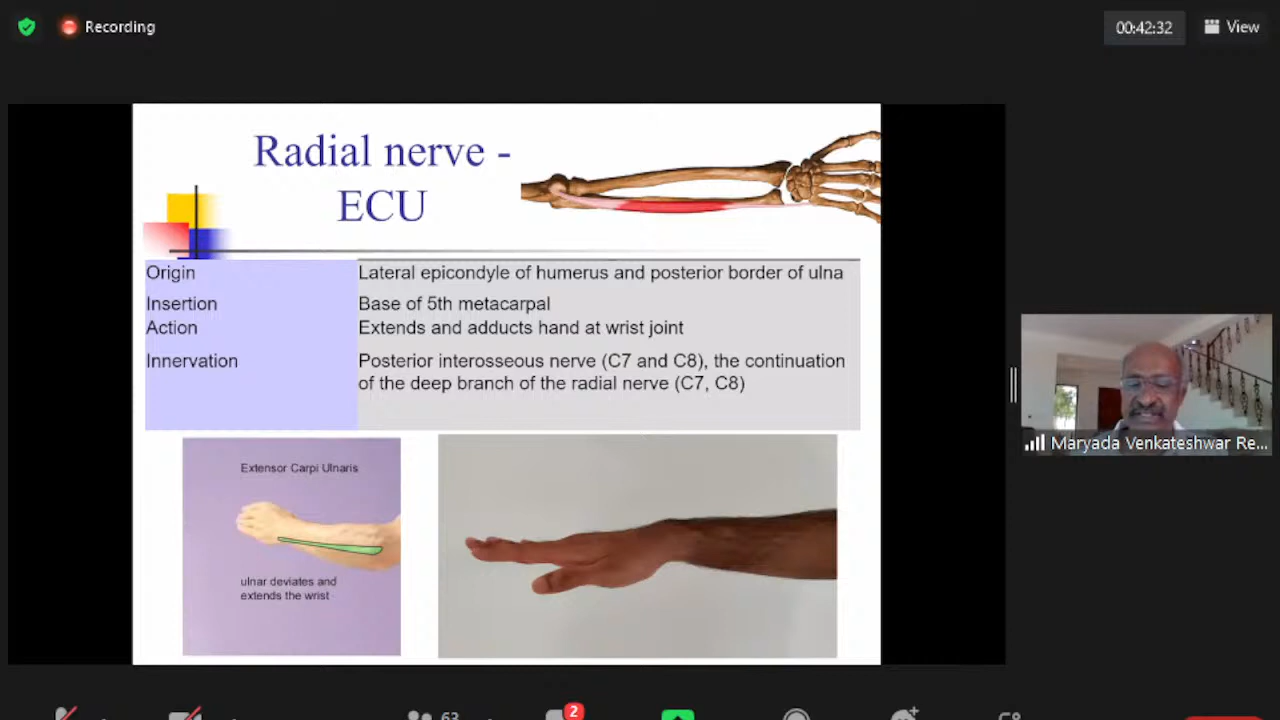 Recording
00:42:32
View
Radial nerve -
ECU
Origin
Lateral epicondyle of humerus and posterior border of ulna
Insertion
Base of 5th metacarpal
Action
Extends and adducts hand at wrist joint
Innervation
Posterior interosseous nerve (C7 and C8), the continuation
of the deep branch of the radial nerve (C7, C8)
Extensor Carpi Ulnaris
ulnar deviates and
extends the wrist
Maryada Venkateshwar Re...
63
2